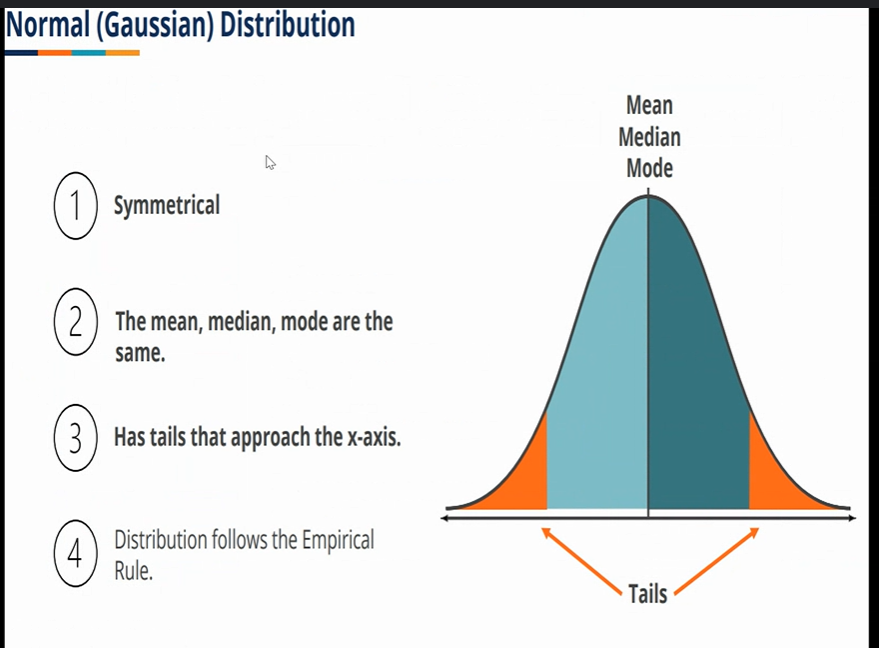 Normal (Gaussian) Distribution
Mean
Median
Mode
1
Symmetrical
2
The mean, median, mode are the
same.
3
Has tails that approach the x-axis.
4
Distribution follows the Empirical
Rule.
Tails